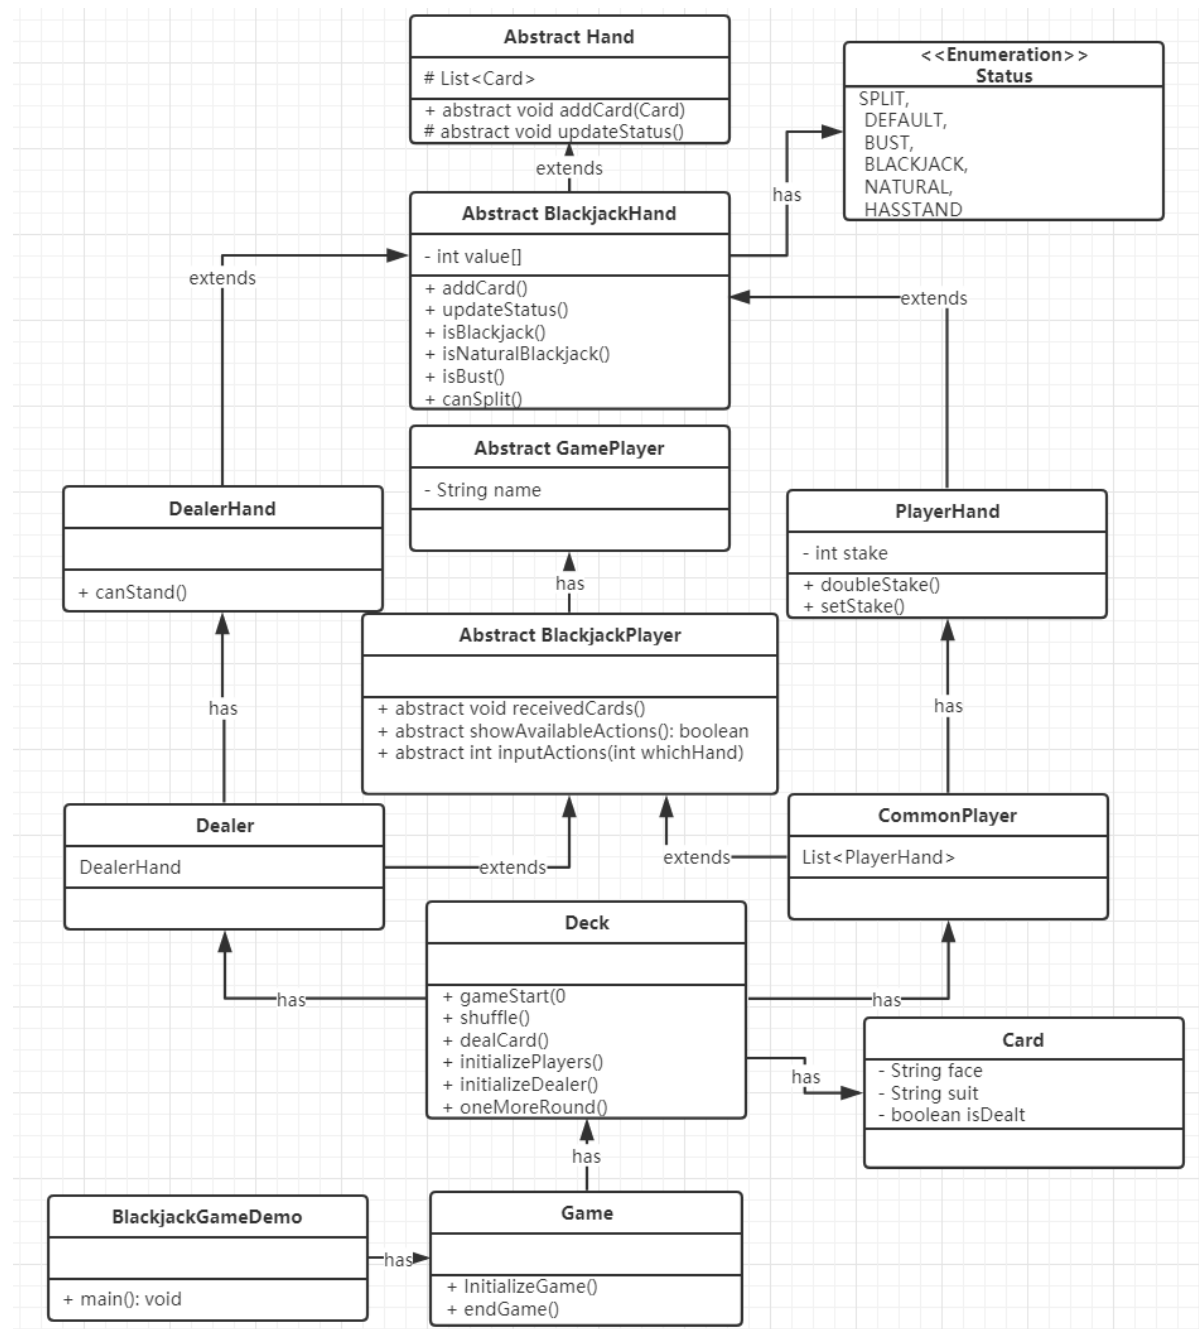 Abstract Hand
# List<Card>
+ abstract void addCard(Card)
# abstract void updateStatus()
<<Enumeration>>
Status
SPLIT,
DEFAULT,
BUST,
BLACKJACK,
NATURAL,
HASSTAND
extends
has
Abstract BlackjackHand
- int value[]
+ addCard()
+ updateStatus()
+ isBlackjack()
+ isNaturalBlackjack()
+ isBust()
+ canSplit()
extends
extends
Abstract GamePlayer
- String name
DealerHand
+ canStand()
PlayerHand
- int stake
+ doubleStake()
+ setStake()
has
Abstract BlackjackPlayer
+ abstract void receivedCards()
+ abstract showAvailableActions(): boolean
+ abstract int inputActions(int whichHand)
has
has
Dealer
DealerHand
extends
extends
CommonPlayer
List<PlayerHand>
Deck
+ gameStart(0
+ shuffle()
+ dealCard()
+ initializePlayers()
+ initializeDealer()
+ oneMoreRound()
has
has
has
Card
- String face
- String suit
- boolean isDealt
has
BlackjackGameDemo
+ main(): void
has
Game
+ InitializeGame()
+ endGame()